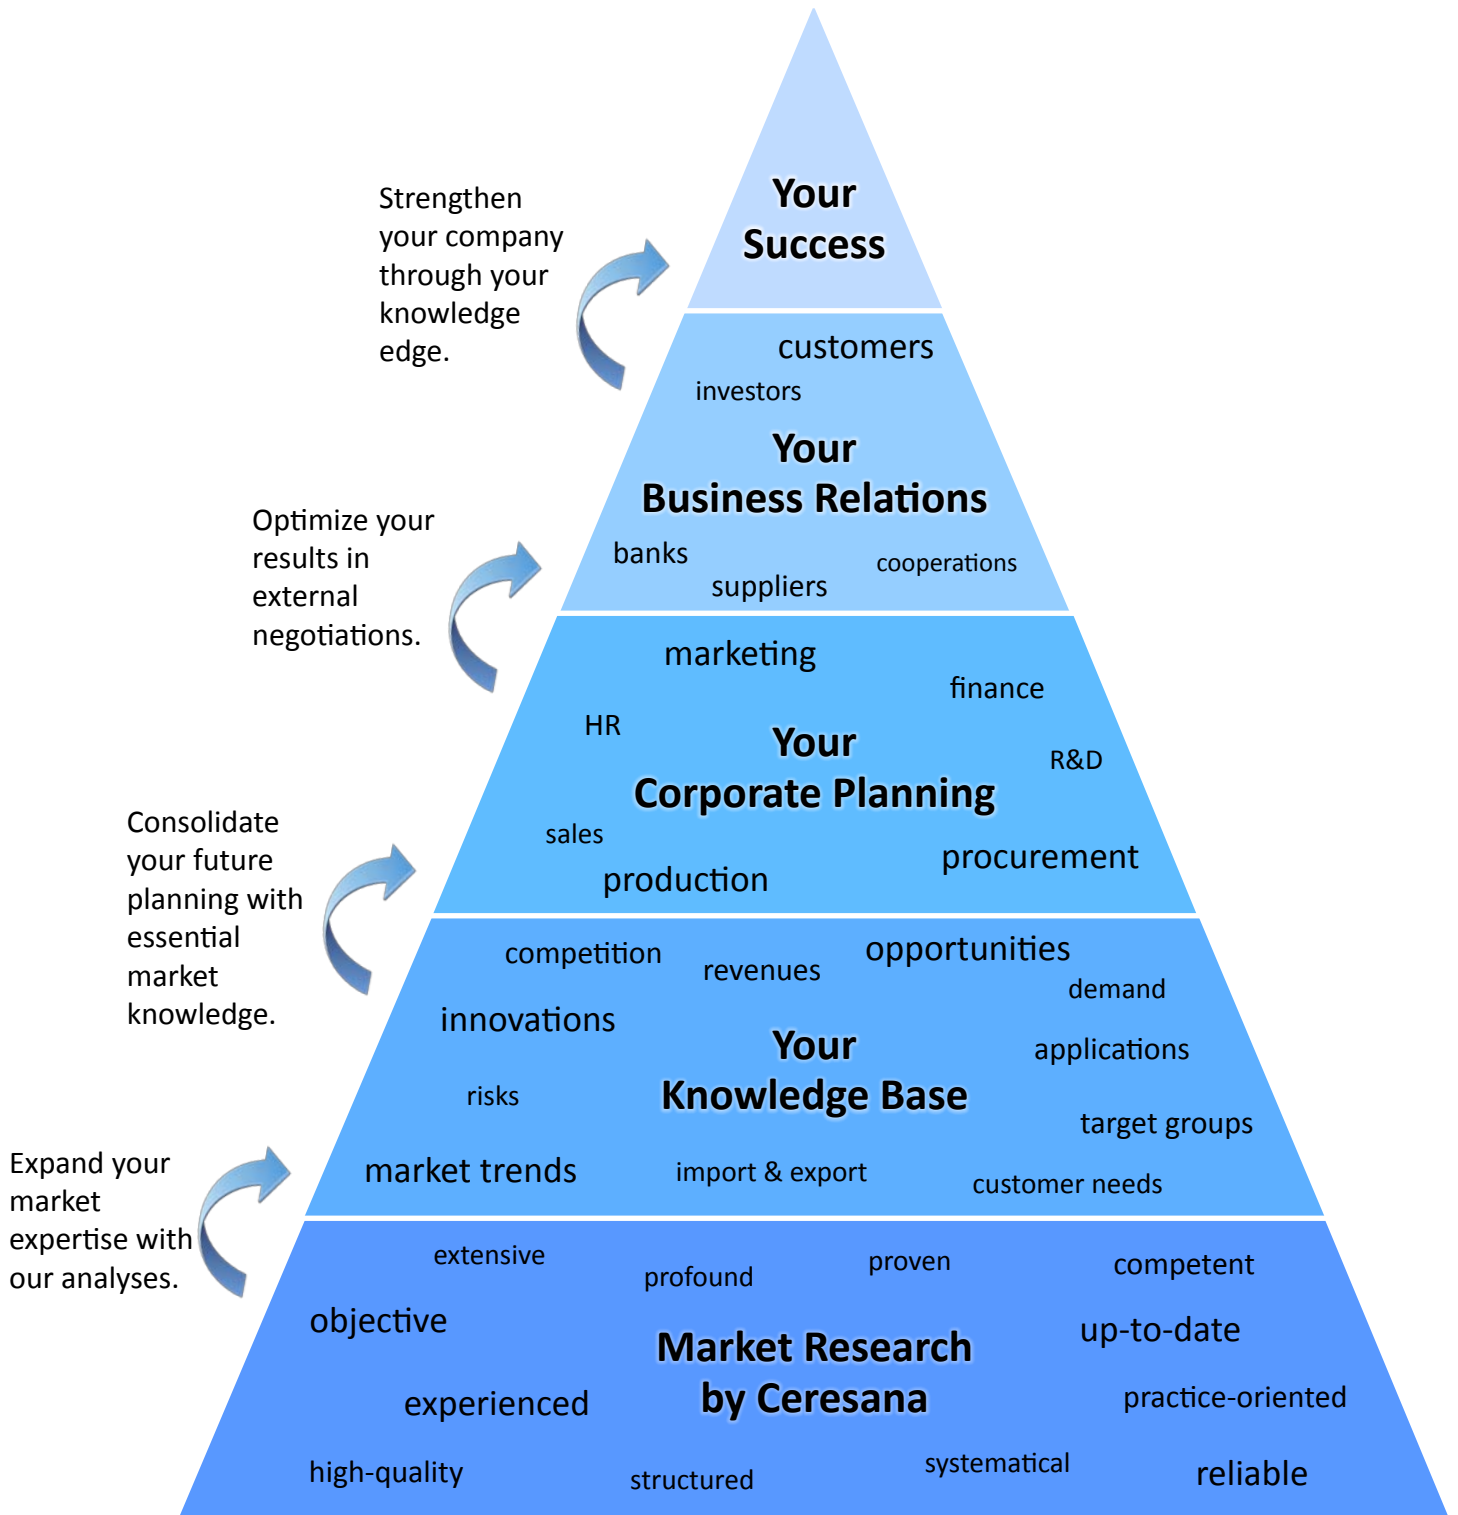 Your
Success
Strengthen
your company
through your
knowledge
edge.
customers
investors
Your
Business Relations
banks
cooperations
suppliers
Optimize your
results in
external
negotiations.
marketing
finance
HR
Your
Corporate Planning
R&D
sales
procurement
production
Consolidate
your future
planning with
essential
market
knowledge.
competition
revenues
opportunities
demand
innovations
Your
Knowledge Base
applications
risks
target groups
market trends
import & export
customer needs
Expand your
market
expertise with
our analyses.
extensive
profound
proven
competent
objective
Market Research
by Ceresana
up-to-date
experienced
practice-oriented
high-quality
structured
systematical
reliable